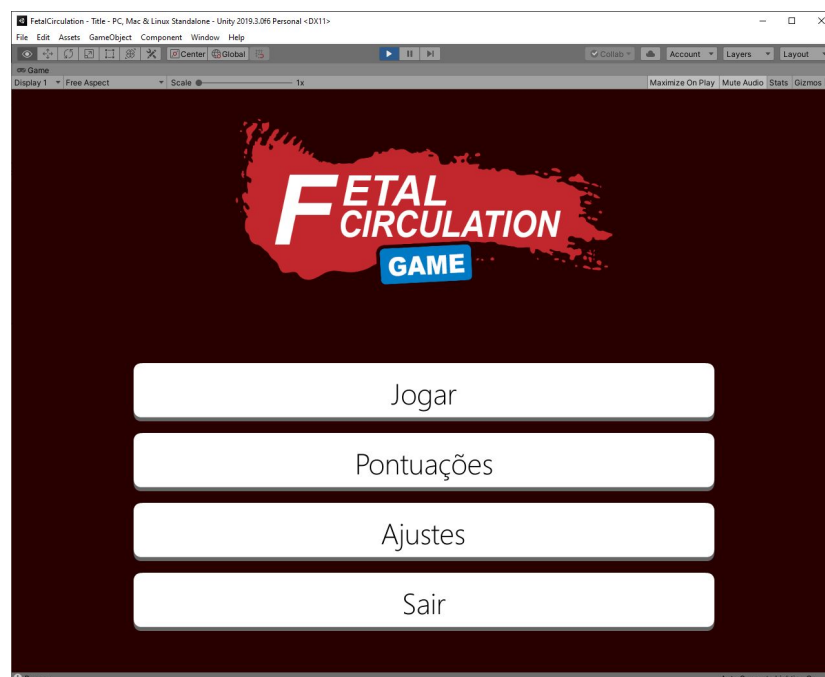 FetalCirculation - Title - PC, Mac & Linux Standalone - Unity 2019.3.0f6 Personal <DX11>
File Edit Assets GameObject Component Window Help
Center Global Collab Account Layers Layout
Game
Display 1 Free Aspect Scale 1x Maximize On Play Mute Audio Stats Gizmos
FETAL
CIRCULATION
GAME
Jogar
Pontuações
Ajustes
Sair